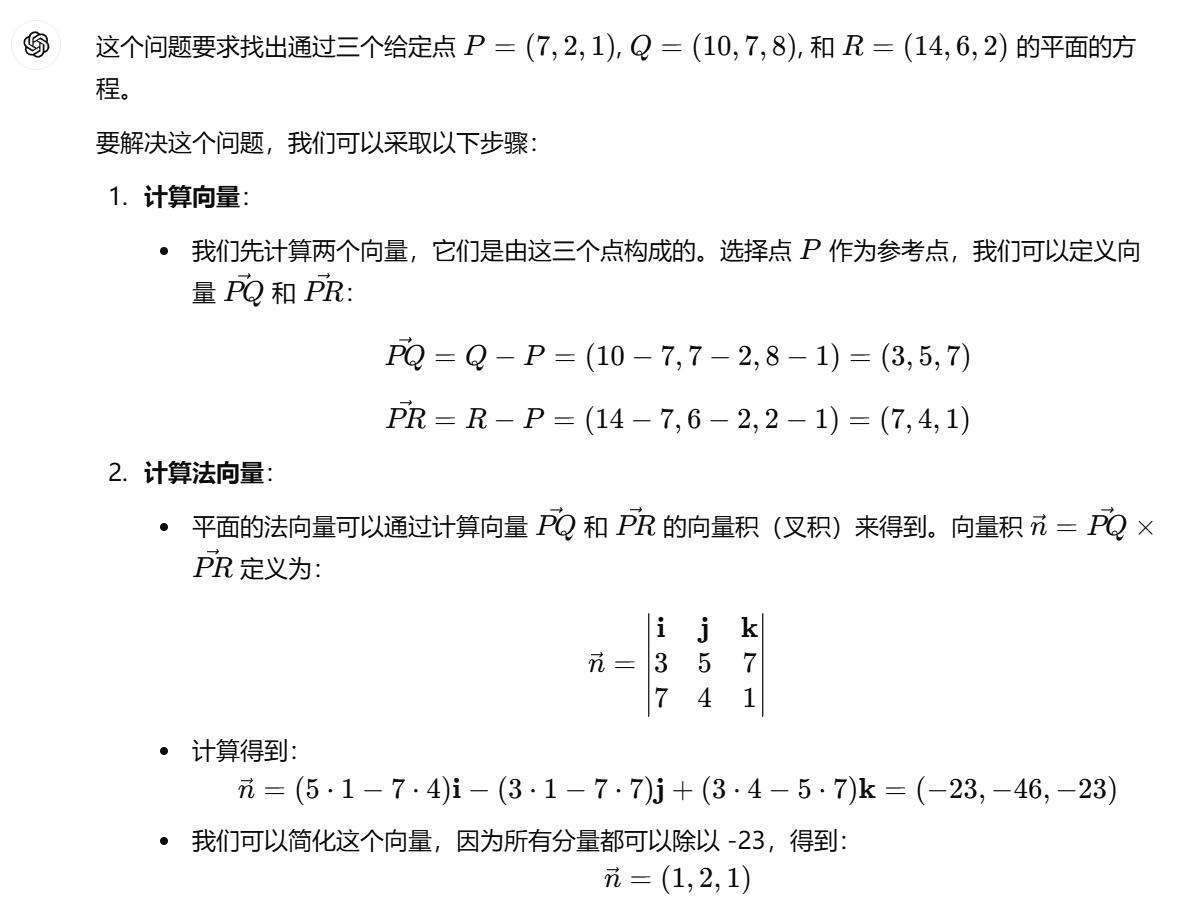 这个问题要求找出通过三个给定点 P = (7, 2, 1), Q = (10, 7, 8), 和 R = (14, 6, 2) 的平面的方
程。
要解决这个问题，我们可以采取以下步骤：
1. 计算向量：
• 我们先计算两个向量，它们是由这三个点构成的。选择点 P 作为参考点，我们可以定义向
量 \vec{PQ} 和 \vec{PR}：
\vec{PQ} = Q − P = (10 − 7, 7 − 2, 8 − 1) = (3, 5, 7)
\vec{PR} = R − P = (14 − 7, 6 − 2, 2 − 1) = (7, 4, 1)
2. 计算法向量：
• 平面的法向量可以通过计算向量 \vec{PQ} 和 \vec{PR} 的向量积（叉积）来得到。向量积 \vec{n} = \vec{PQ} ×
\vec{PR} 定义为：
\vec{n} = \begin{vmatrix} \mathbf{i} & \mathbf{j} & \mathbf{k} \\ 3 & 5 & 7 \\ 7 & 4 & 1 \end{vmatrix}
• 计算得到：
\vec{n} = (5 · 1 − 7 · 4)\mathbf{i} − (3 · 1 − 7 · 7)\mathbf{j} + (3 · 4 − 5 · 7)\mathbf{k} = (−23, −46, −23)
• 我们可以简化这个向量，因为所有分量都可以除以 -23，得到：
\vec{n} = (1, 2, 1)